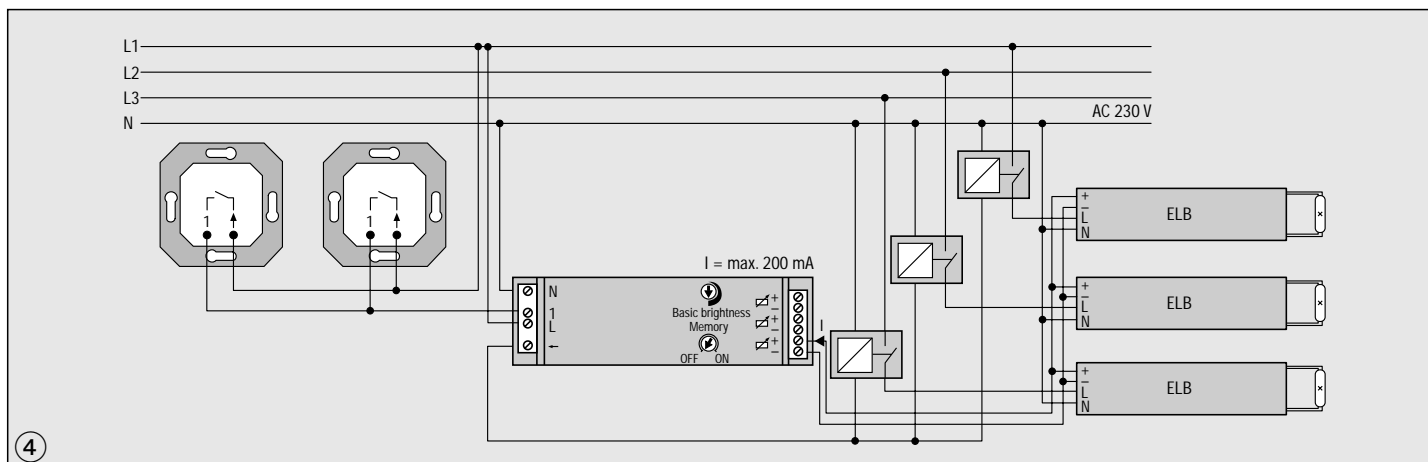 L1
L2
L3
N
AC 230 V
1
1
I = max. 200 mA
N
1
L
←
Basic brightness
Memory
OFF ON
+
–
+
–
+
–
I
+
–
L
N
ELB
+
–
L
N
ELB
+
–
L
N
ELB
4